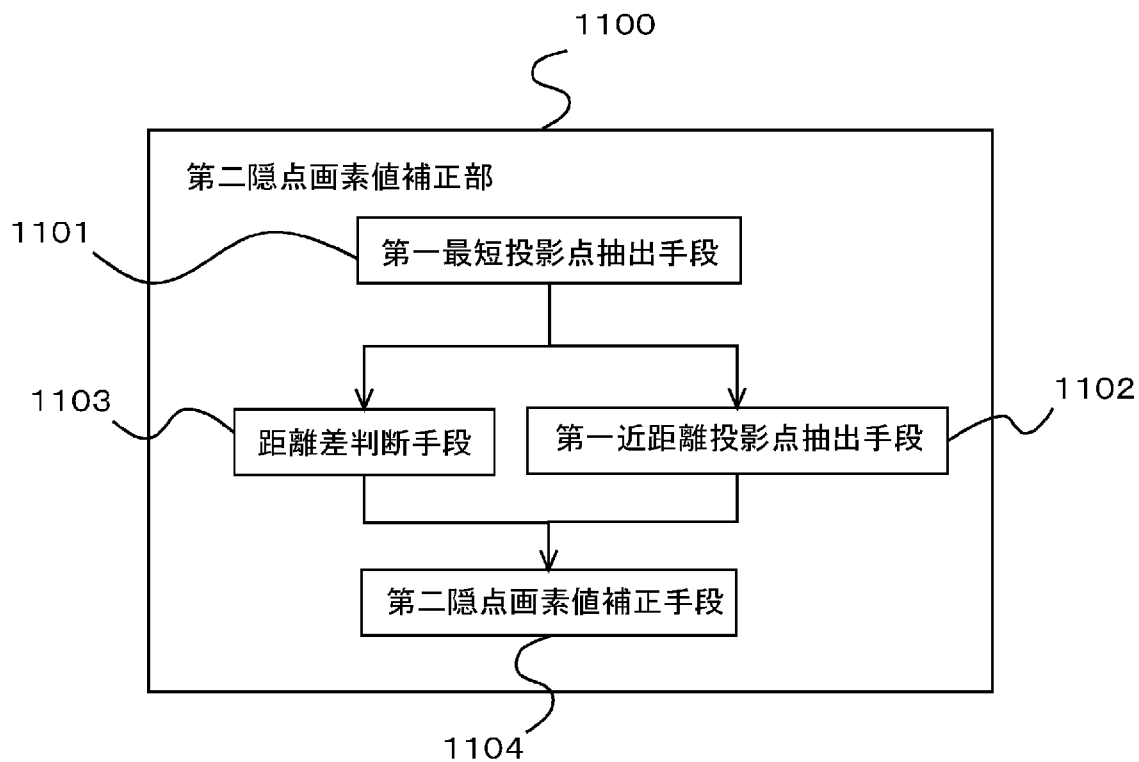 1100
第二隠点画素値補正部
1101
第一最短投影点抽出手段
1103
1102
距離差判断手段
第一近距離投影点抽出手段
第二隠点画素値補正手段
1104